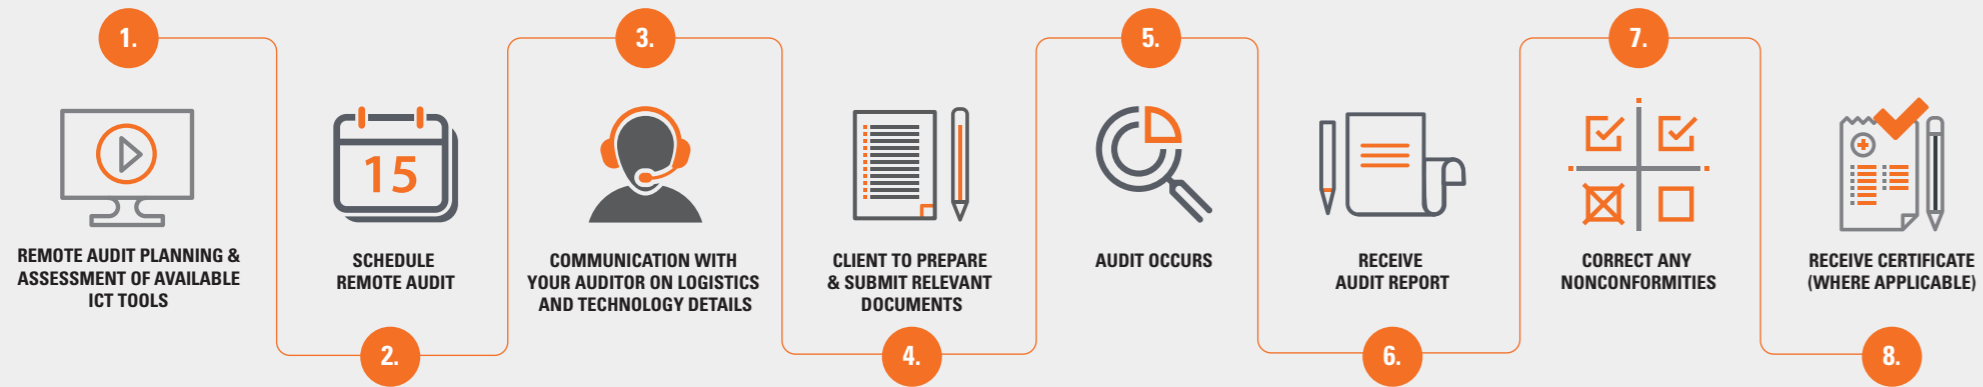 1.
REMOTE AUDIT PLANNING &
ASSESSMENT OF AVAILABLE
ICT TOOLS
2.
15
SCHEDULE
REMOTE AUDIT
3.
COMMUNICATION WITH
YOUR AUDITOR ON LOGISTICS
AND TECHNOLOGY DETAILS
4.
CLIENT TO PREPARE
& SUBMIT RELEVANT
DOCUMENTS
5.
AUDIT OCCURS
6.
RECEIVE
AUDIT REPORT
7.
CORRECT ANY
NONCONFORMITIES
8.
RECEIVE CERTIFICATE
(WHERE APPLICABLE)